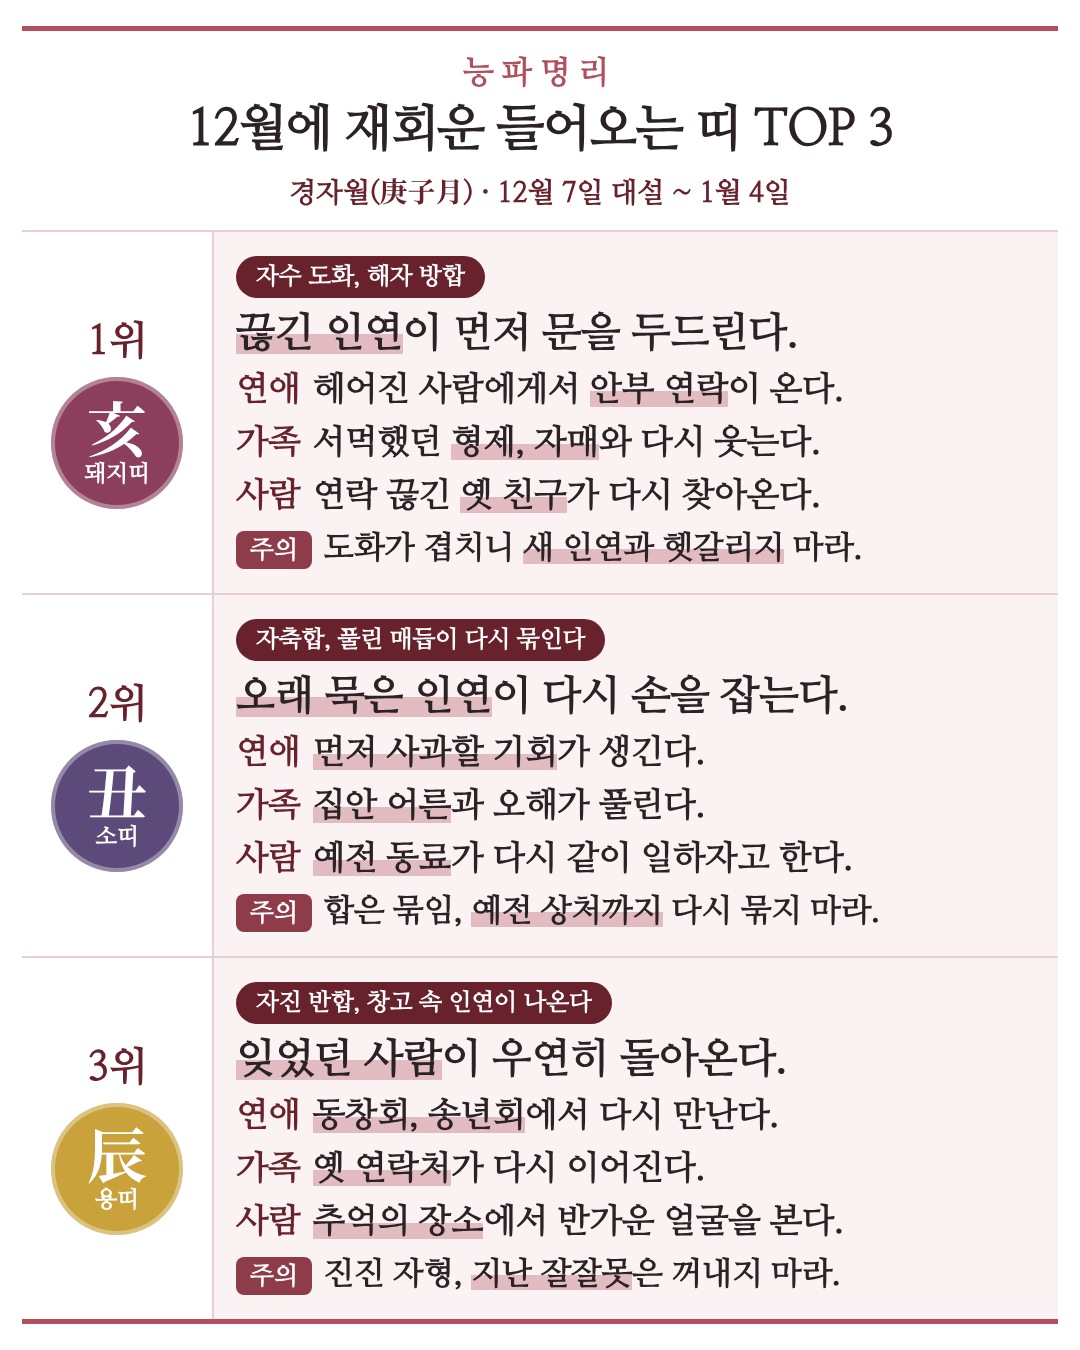 능파명리
12월에 재회운 들어오는 띠 TOP 3
경자월(庚子月) · 12월 7일 대설 ~ 1월 4일
1위
亥
돼지띠
자수 도화, 해자 방합
끊긴 인연이 먼저 문을 두드린다.
연애 헤어진 사람에게서 안부 연락이 온다.
가족 서먹했던 형제, 자매와 다시 웃는다.
사람 연락 끊긴 옛 친구가 다시 찾아온다.
주의 도화가 겹치니 새 인연과 헷갈리지 마라.
2위
丑
소띠
자축합, 풀린 매듭이 다시 묶인다
오래 묵은 인연이 다시 손을 잡는다.
연애 먼저 사과할 기회가 생긴다.
가족 집안 어른과 오해가 풀린다.
사람 예전 동료가 다시 같이 일하자고 한다.
주의 합은 묶임, 예전 상처까지 다시 묶지 마라.
3위
辰
용띠
자진 반합, 창고 속 인연이 나온다
잊었던 사람이 우연히 돌아온다.
연애 동창회, 송년회에서 다시 만난다.
가족 옛 연락처가 다시 이어진다.
사람 추억의 장소에서 반가운 얼굴을 본다.
주의 진진 자형, 지난 잘잘못은 꺼내지 마라.